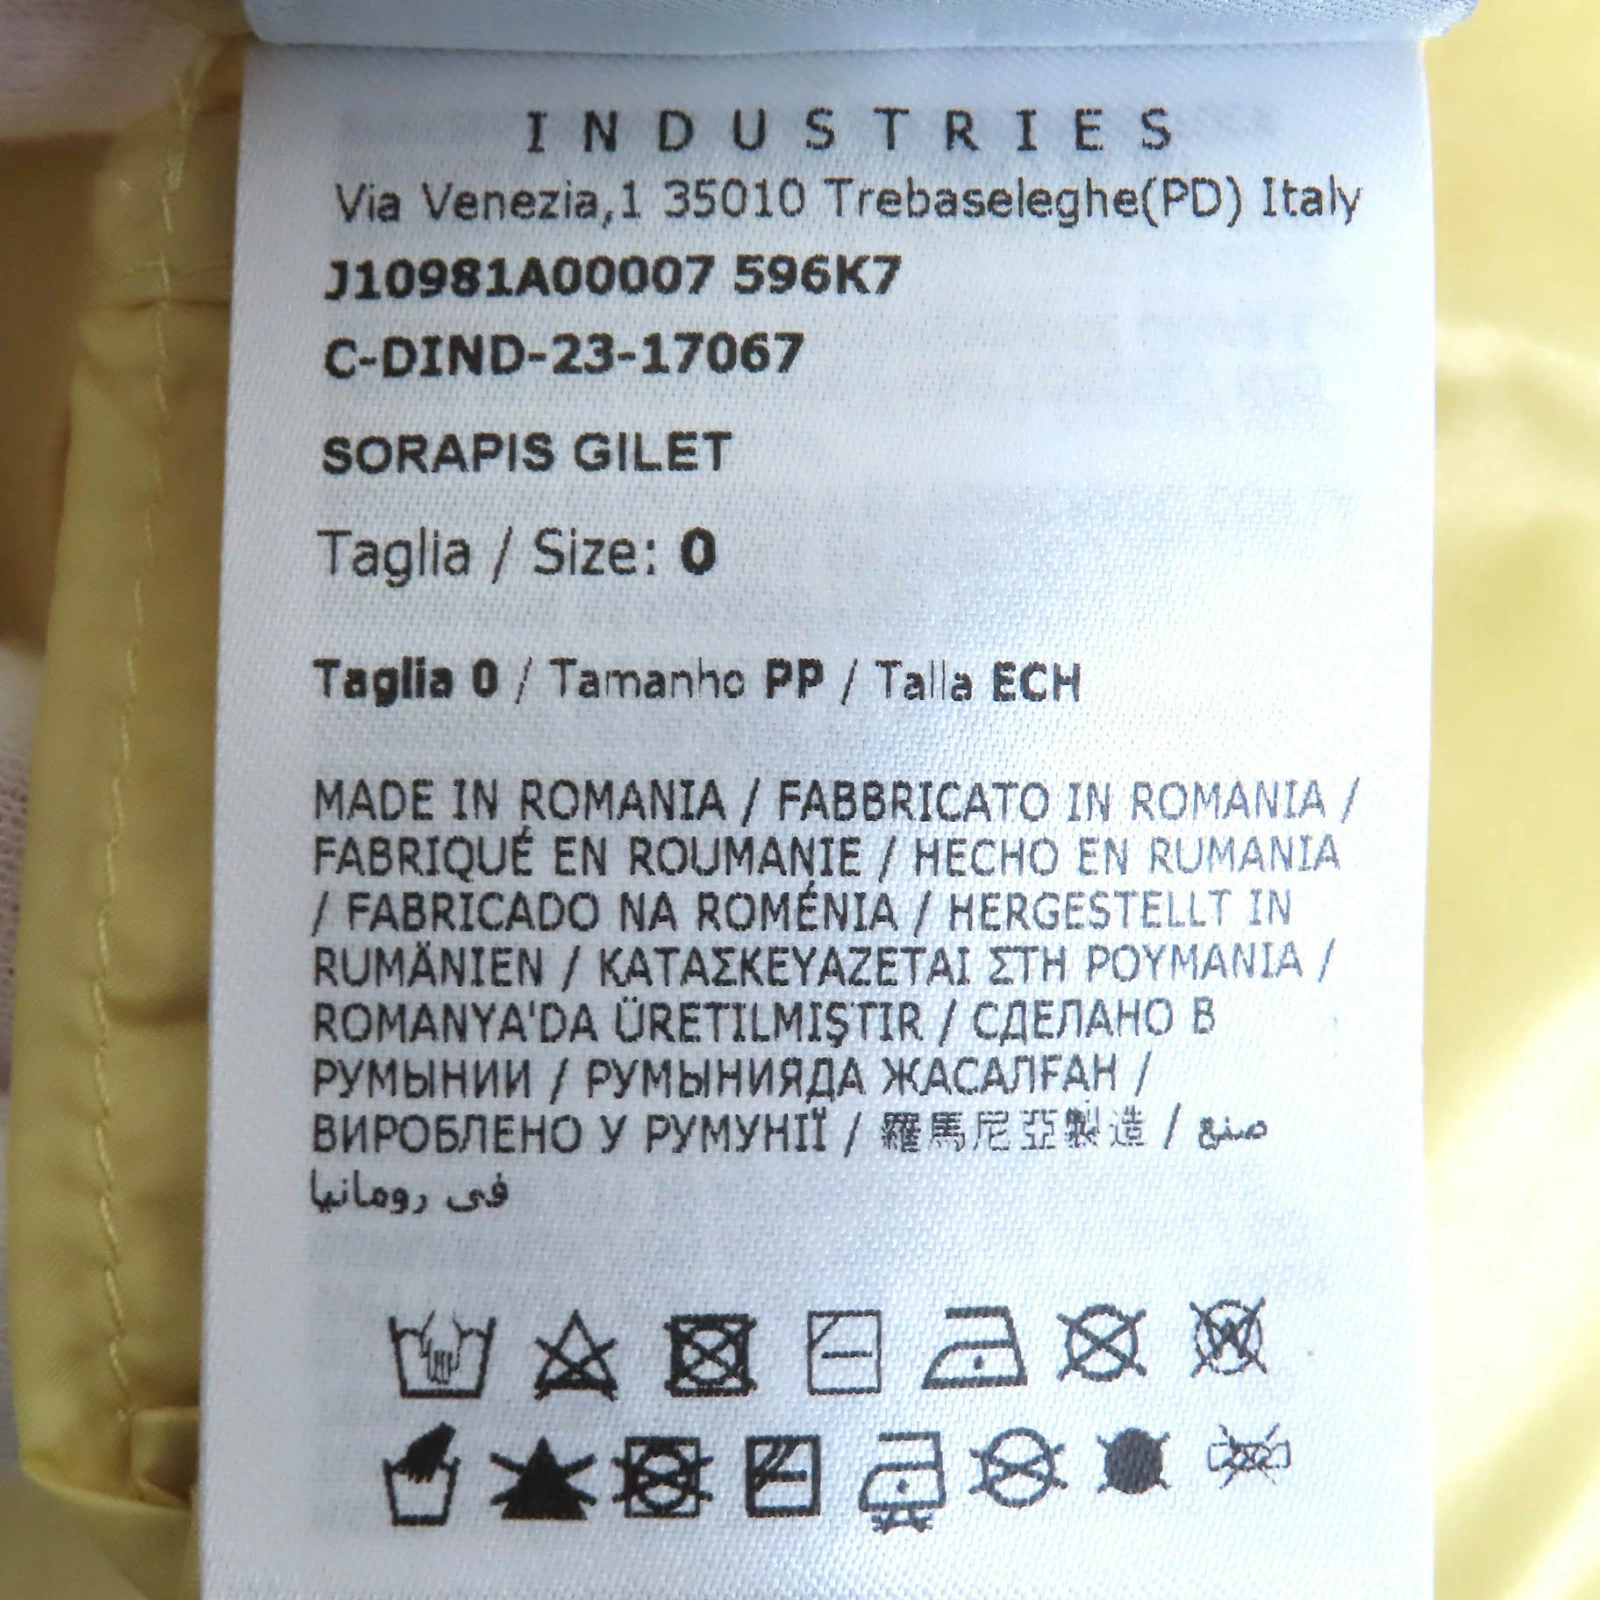 INDUSTRIES
Via Venezia,1 35010 Trebaseleghe(PD) Italy
J10981A00007 596K7
C-DIND-23-17067
SORAPIS GILET
Taglia / Size: 0
Taglia 0 / Tamanho PP / Talla ECH
MADE IN ROMANIA / FABBRICATO IN ROMANIA /
FABRIQUÉ EN ROUMANIE / HECHO EN RUMANIA
/ FABRICADO NA ROMÉNIA / HERGESTELLT IN
RUMÄNIEN / ΚΑΤΑΣΚΕΥΑΖΕΤΑΙ ΣΤΗ ΡΟΥΜΑΝΙΑ /
ROMANYA'DA ÜRETILMIŞTIR / СДЕЛАНО В
РУМЫНИИ / РУМЫНИЯДА ЖАСАЛҒАН /
ВИРОБЛЕНО У РУМУНІЇ / 羅馬尼亞製造 / صنع
فى رومانيا